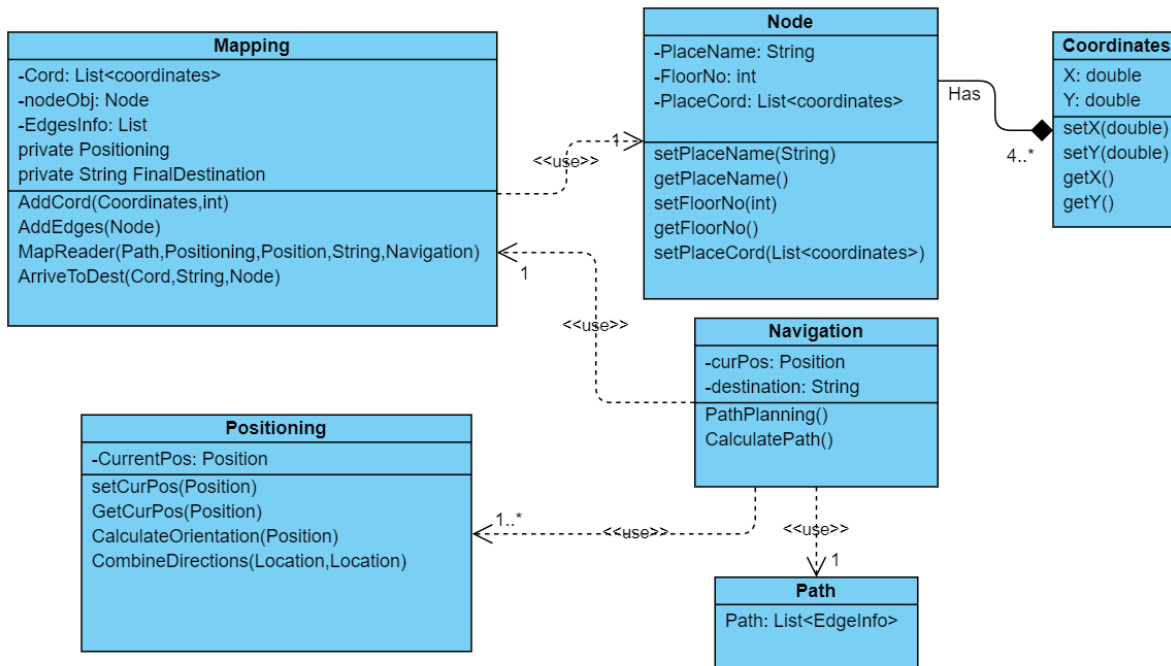 Mapping
-Cord: List<coordinates>
-nodeObj: Node
-EdgesInfo: List
private Positioning
private String FinalDestination
AddCord(Coordinates,int)
AddEdges(Node)
MapReader(Path,Positioning,Position,String,Navigation)
ArriveToDest(Cord,String,Node)
<<use>>
1
Node
-PlaceName: String
-FloorNo: int
-PlaceCord: List<coordinates>
setPlaceName(String)
getPlaceName()
setFloorNo(int)
getFloorNo()
setPlaceCord(List<coordinates>)
Has
4..*
Coordinates
X: double
Y: double
setX(double)
setY(double)
getX()
getY()
1
<<use>>
Navigation
-curPos: Position
-destination: String
PathPlanning()
CalculatePath()
Positioning
-CurrentPos: Position
setCurPos(Position)
GetCurPos(Position)
CalculateOrientation(Position)
CombineDirections(Location,Location)
1..*
<<use>>
<<use>>
1
Path
Path: List<EdgeInfo>